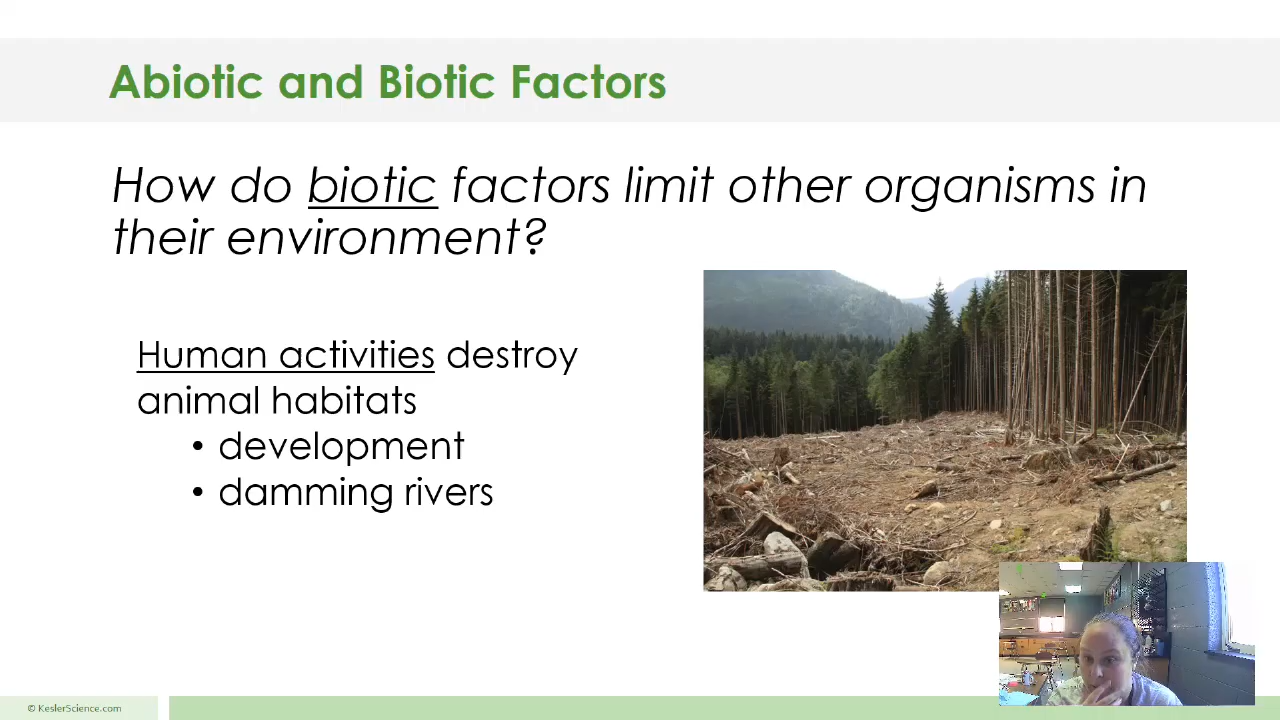 Abiotic and Biotic Factors
How do biotic factors limit other organisms in
their environment?
Human activities destroy
animal habitats
• development
• damming rivers
© KeslerScience.com